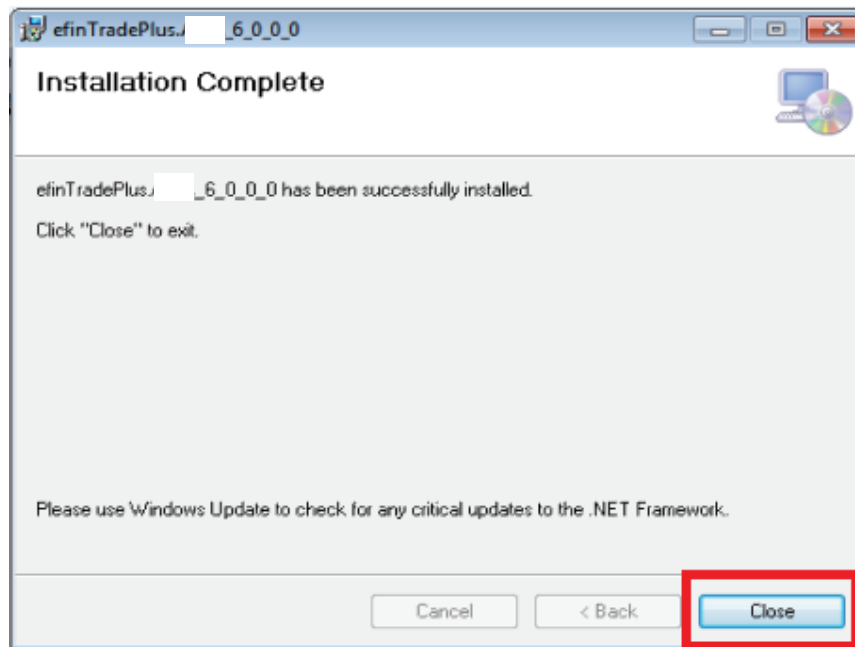 efinTradePlus. _6_0_0_0
Installation Complete
efinTradePlus. _6_0_0_0 has been successfully installed.
Click "Close" to exit.
Please use Windows Update to check for any critical updates to the .NET Framework.
Cancel < Back Close